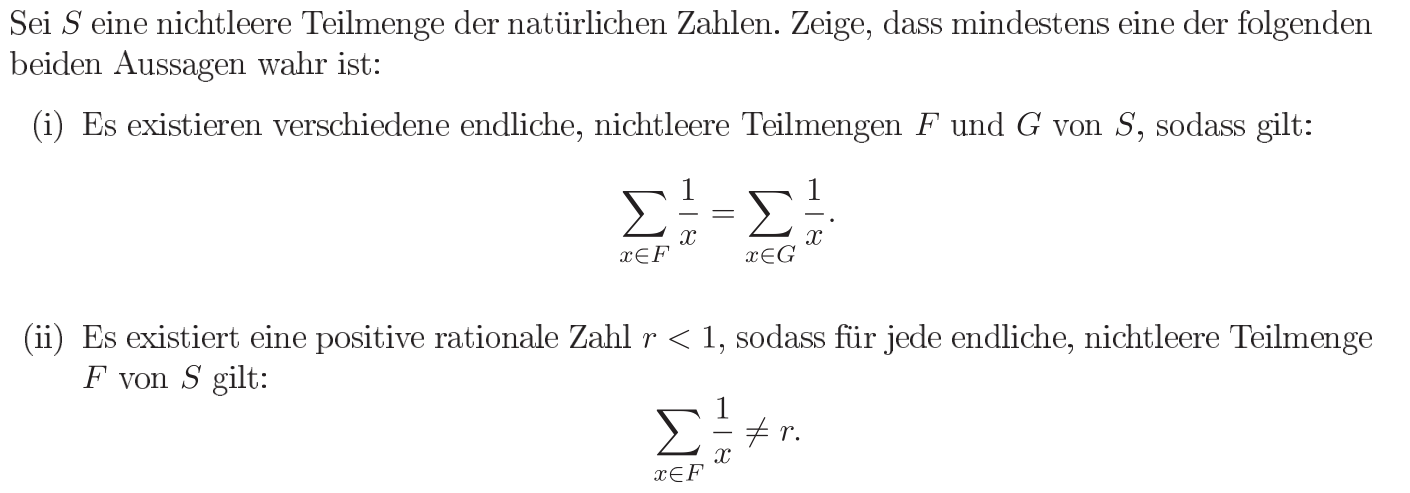 Sei S eine nichtleere Teilmenge der natürlichen Zahlen. Zeige, dass mindestens eine der folgenden
beiden Aussagen wahr ist:
(i) Es existieren verschiedene endliche, nichtleere Teilmengen F und G von S, sodass gilt:
∑_{x∈F} 1/x = ∑_{x∈G} 1/x.
(ii) Es existiert eine positive rationale Zahl r < 1, sodass für jede endliche, nichtleere Teilmenge
F von S gilt:
∑_{x∈F} 1/x ≠ r.